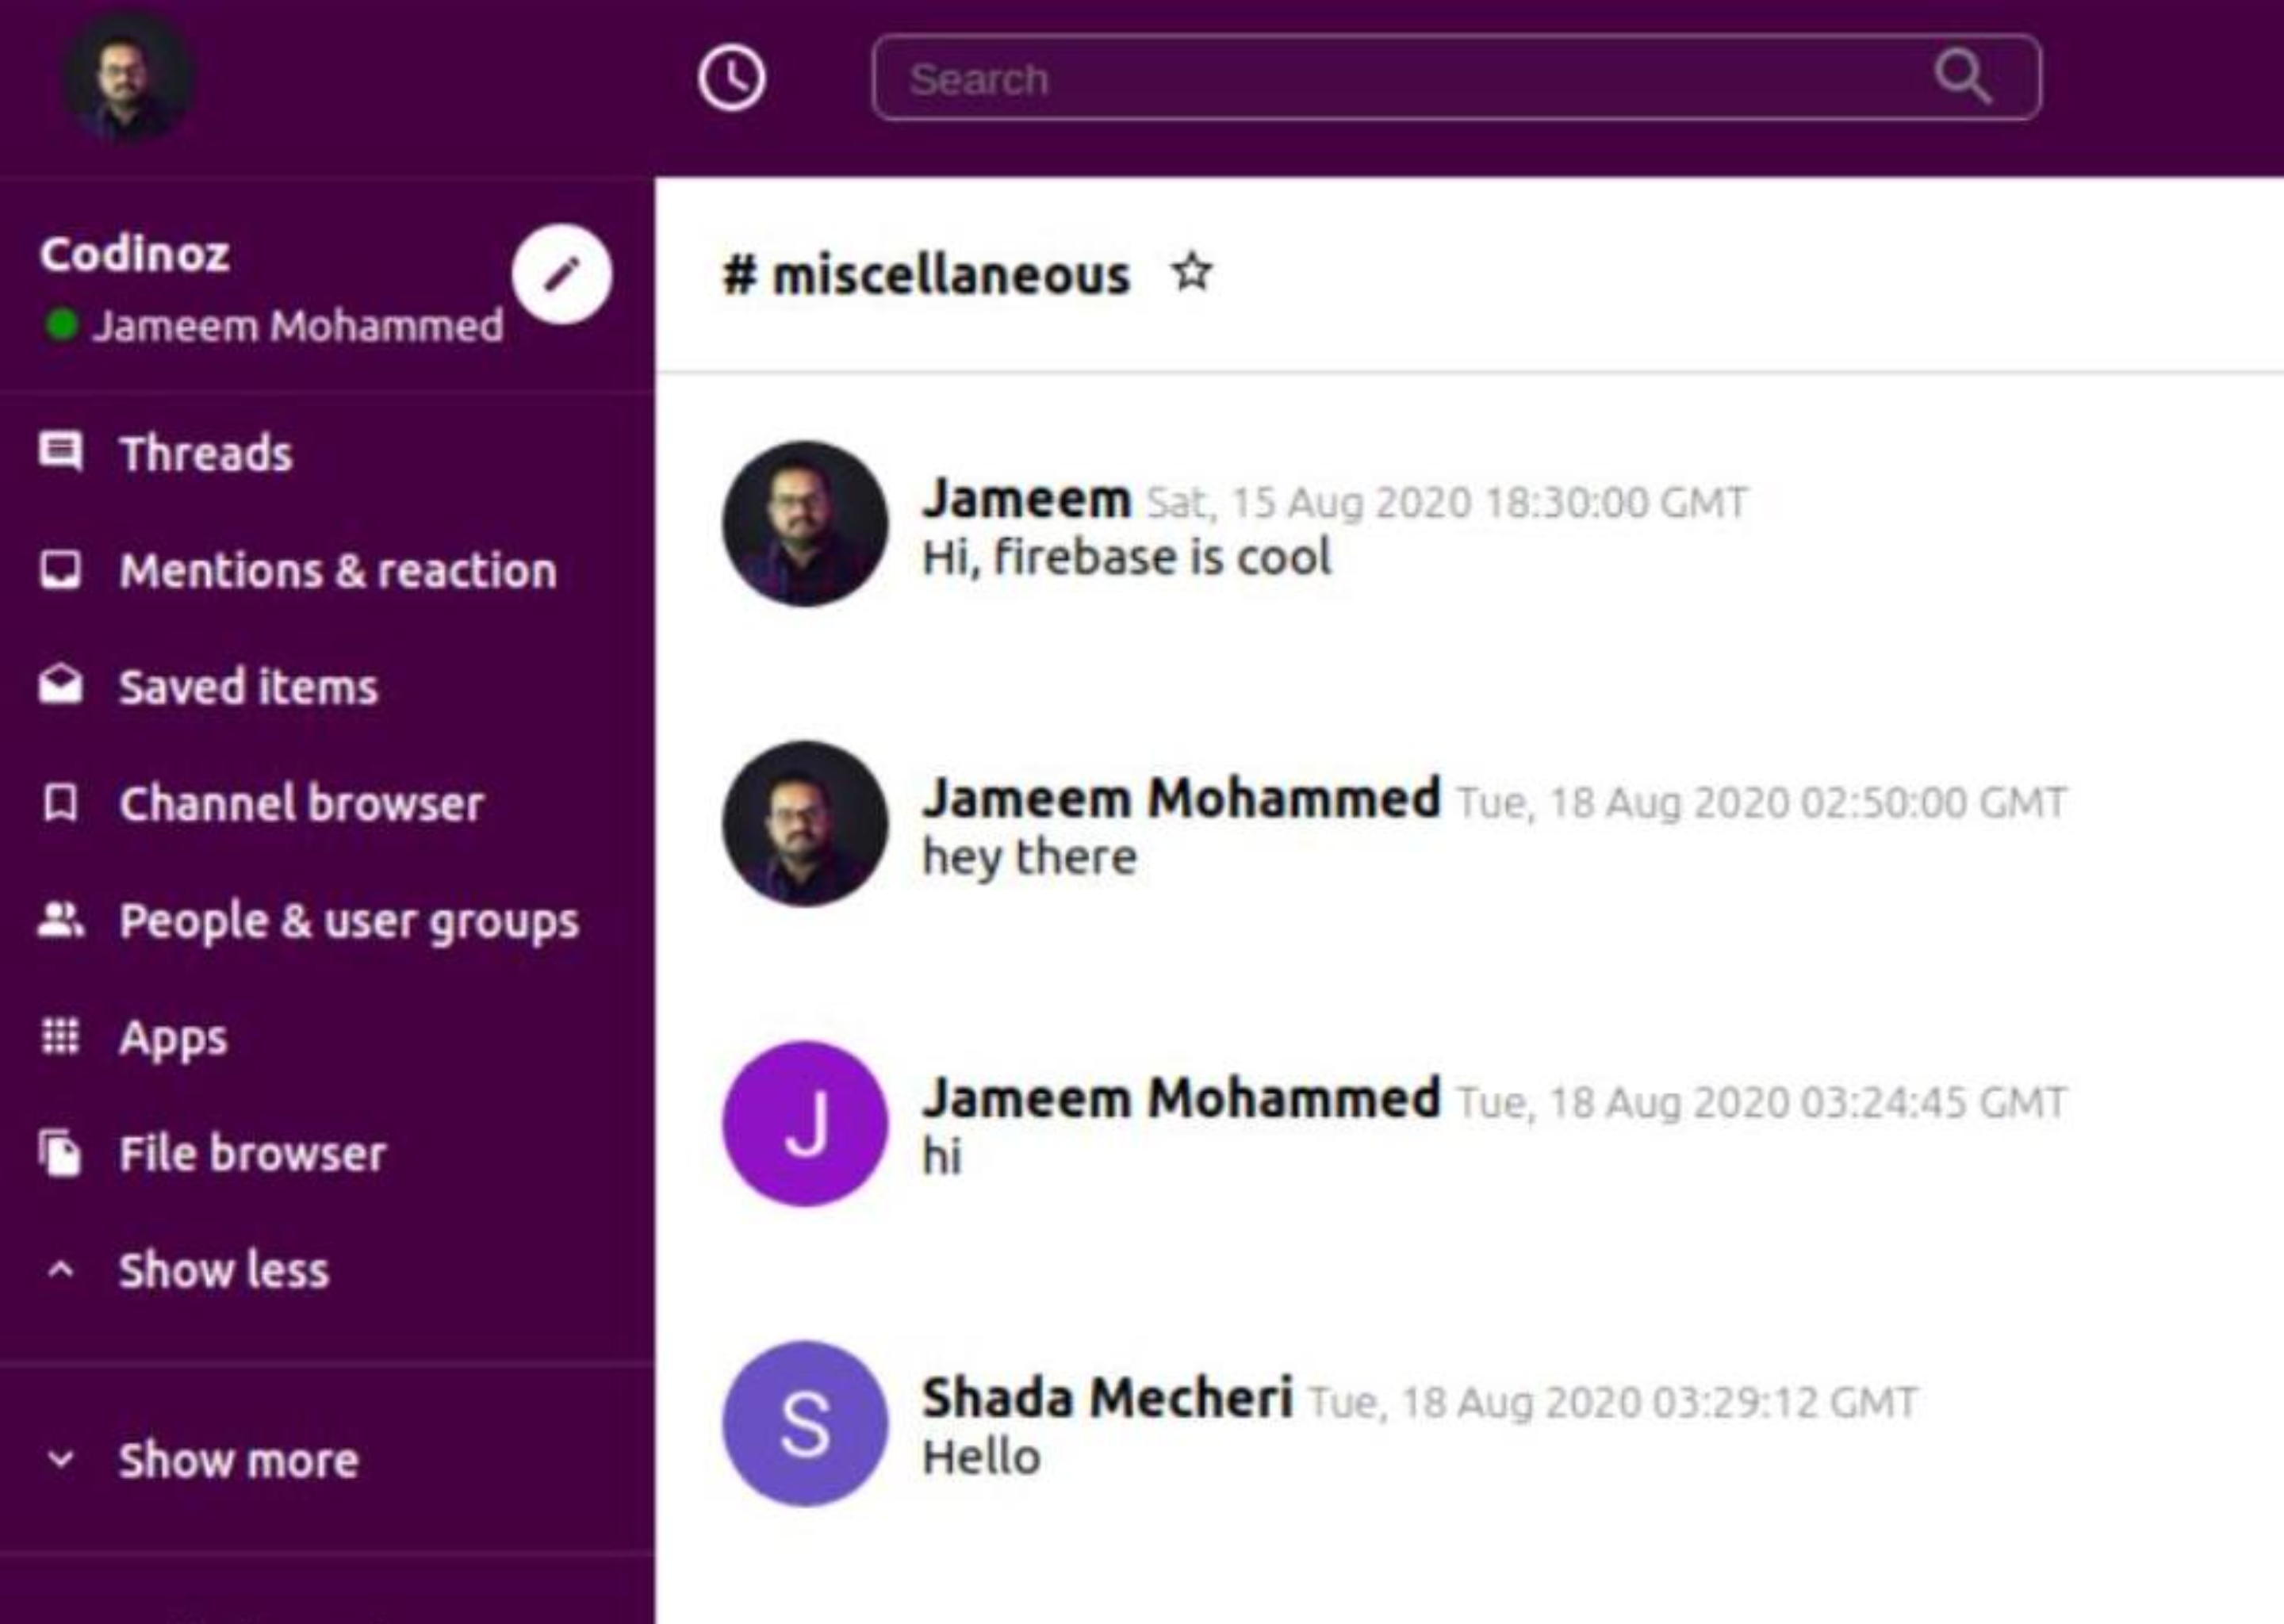 Search
Codinoz
Jameem Mohammed
Threads
Mentions & reaction
Saved items
Channel browser
People & user groups
Apps
File browser
Show less
Show more
# miscellaneous
Jameem Sat, 15 Aug 2020 18:30:00 GMT
Hi, firebase is cool
Jameem Mohammed Tue, 18 Aug 2020 02:50:00 GMT
hey there
J
Jameem Mohammed Tue, 18 Aug 2020 03:24:45 GMT
hi
S
Shada Mecheri Tue, 18 Aug 2020 03:29:12 GMT
Hello